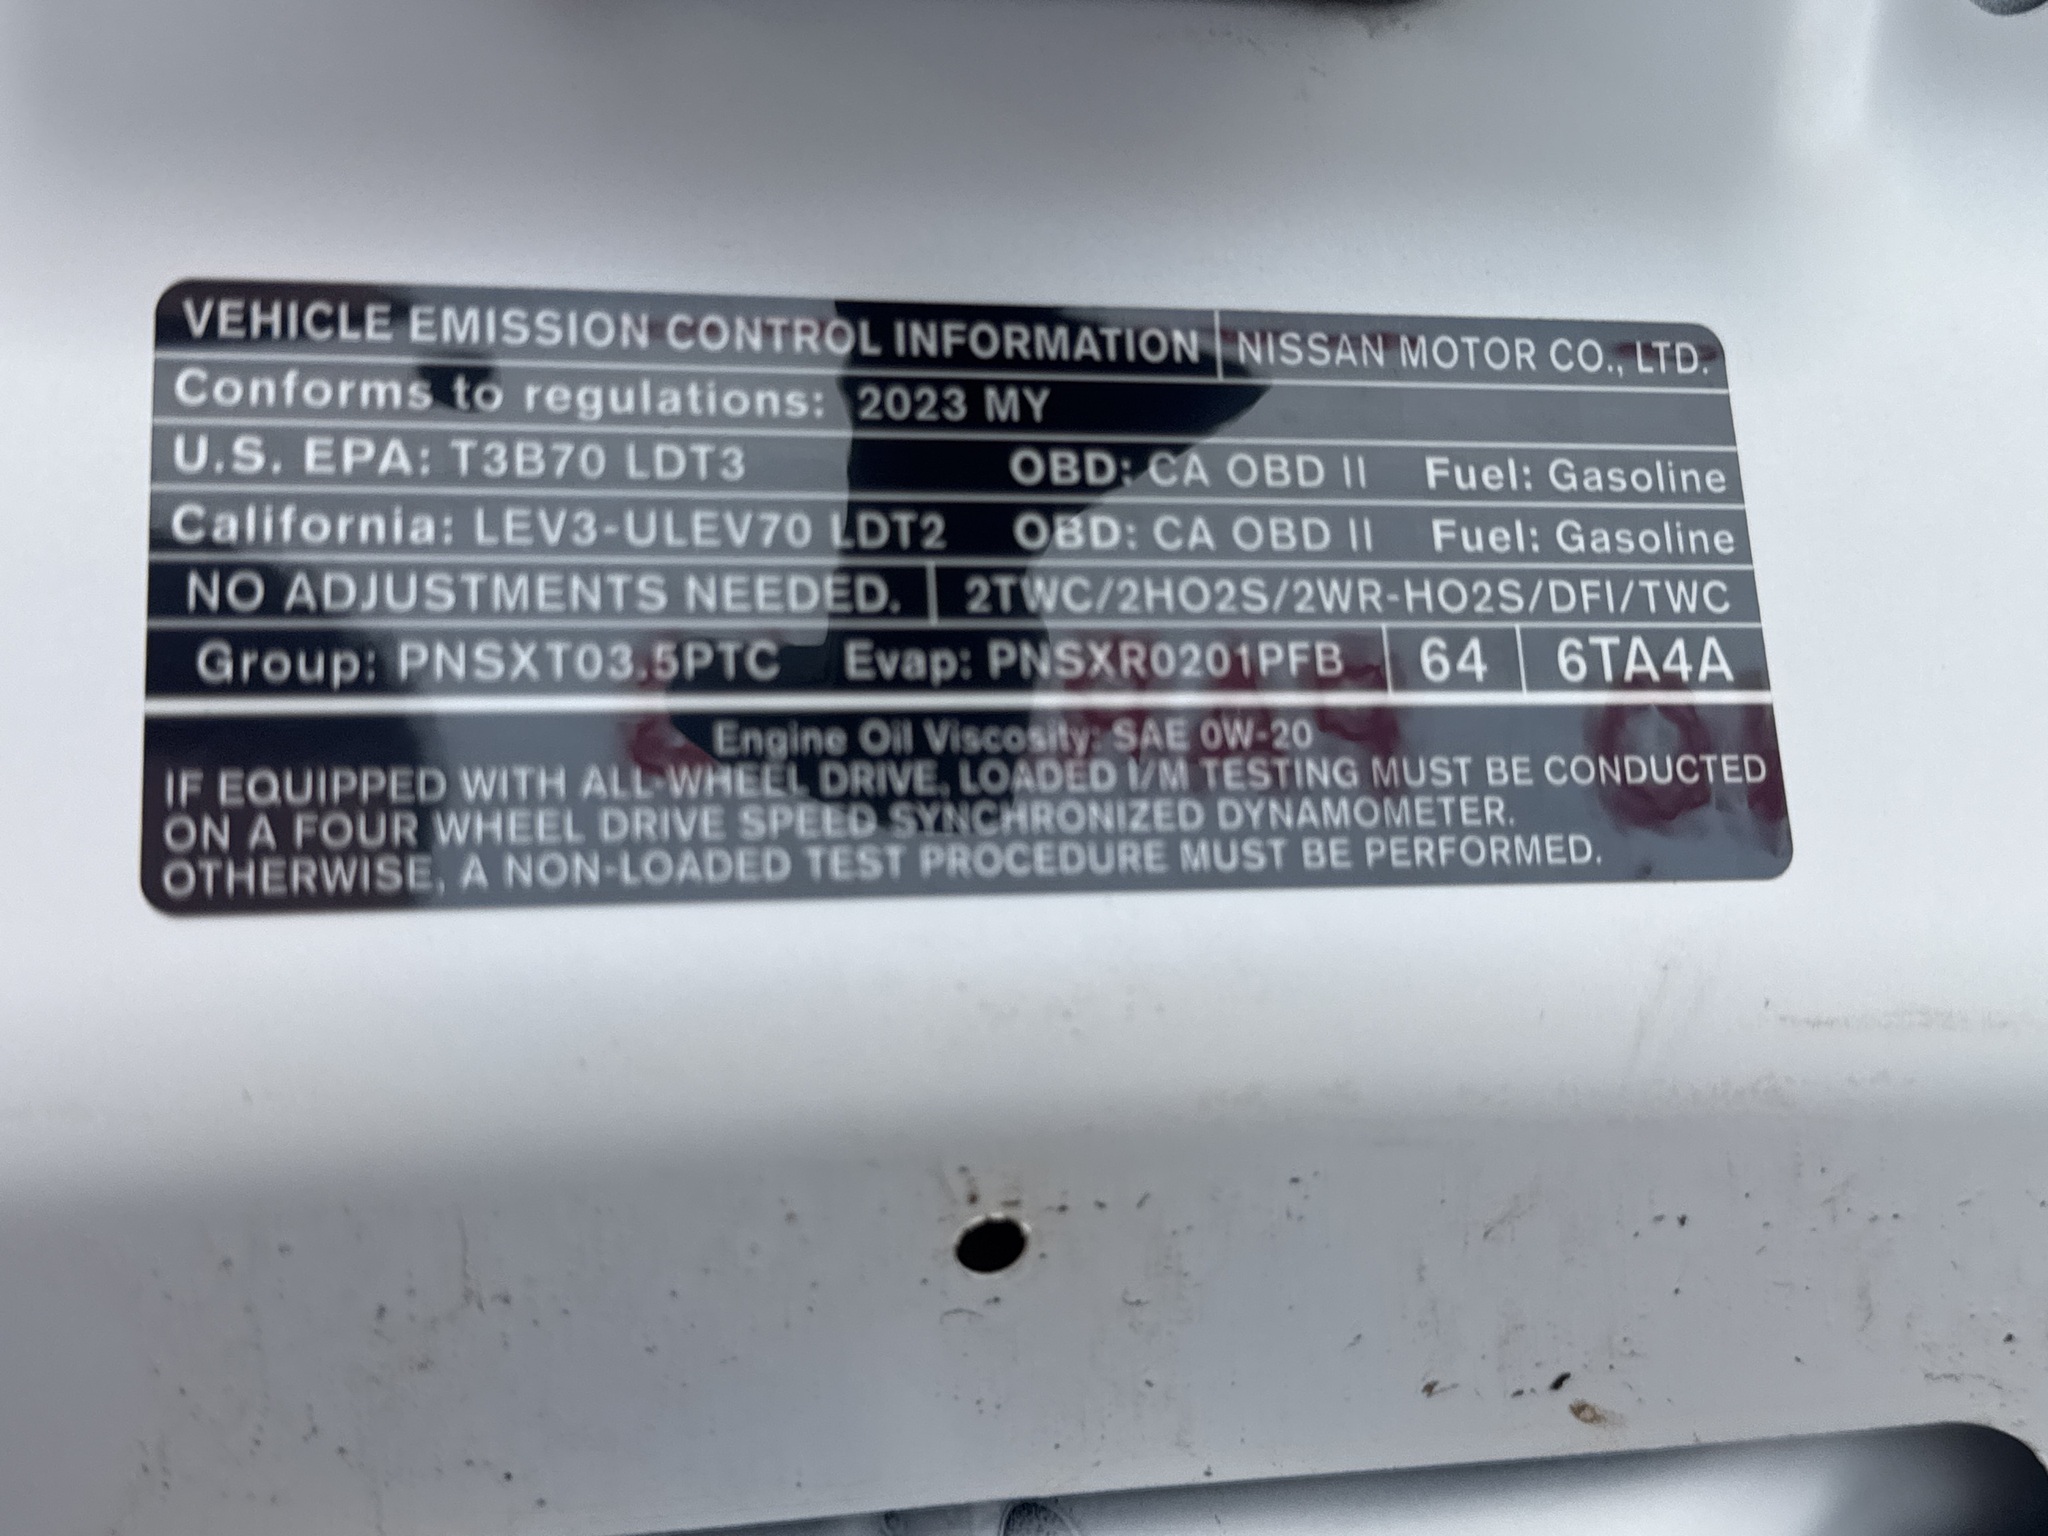 VEHICLE EMISSION CONTROL INFORMATION NISSAN MOTOR CO., LTD.
Conforms to regulations: 2023 MY
U.S. EPA: T3B70 LDT3 OBD: CA OBD II Fuel: Gasoline
California: LEV3-ULEV70 LDT2 OBD: CA OBD II Fuel: Gasoline
NO ADJUSTMENTS NEEDED. 2TWC/2HO2S/2WR-HO2S/DFI/TWC
Group: PNSXT03.5PTC Evap: PNSXR0201PFB 64 6TA4A
Engine Oil Viscosity: SAE 0W-20
IF EQUIPPED WITH ALL-WHEEL DRIVE, LOADED I/M TESTING MUST BE CONDUCTED
ON A FOUR WHEEL DRIVE SPEED SYNCHRONIZED DYNAMOMETER.
OTHERWISE, A NON-LOADED TEST PROCEDURE MUST BE PERFORMED.